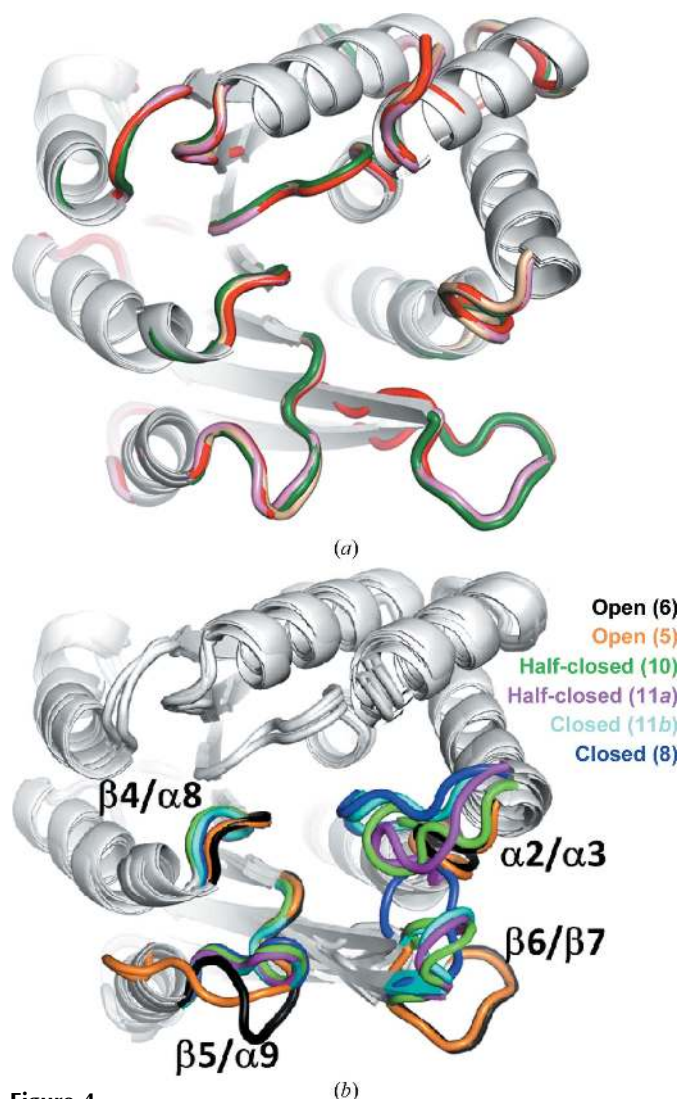 (a)
Open (6)
Open (5)
Half-closed (10)
Half-closed (11a)
Closed (11b)
Closed (8)
β4/α8
α2/α3
β6/β7
β5/α9
Figure 4
(b)